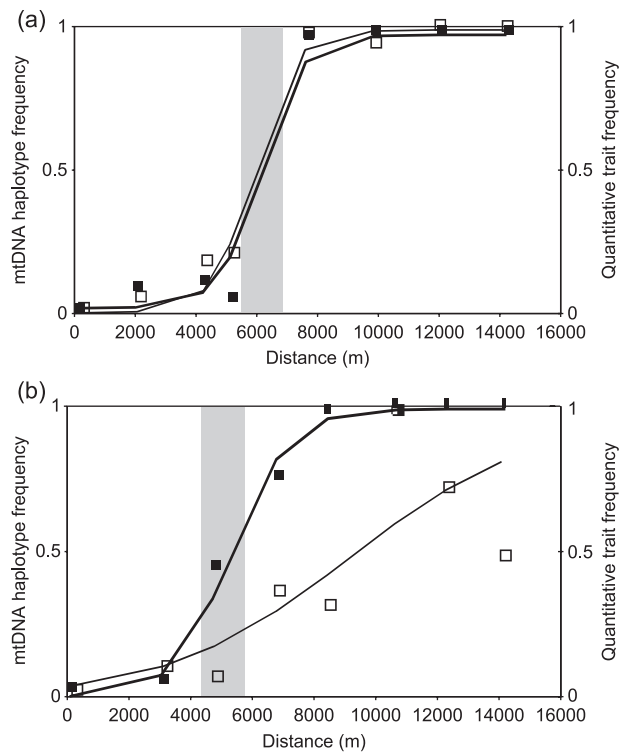 (a)
1
0.5
0
mtDNA haplotype frequency
1
0.5
0
Quantitative trait frequency
0 2000 4000 6000 8000 10000 12000 14000 16000
Distance (m)
(b)
1
0.5
0
mtDNA haplotype frequency
1
0.5
0
Quantitative trait frequency
0 2000 4000 6000 8000 10000 12000 14000 16000
Distance (m)